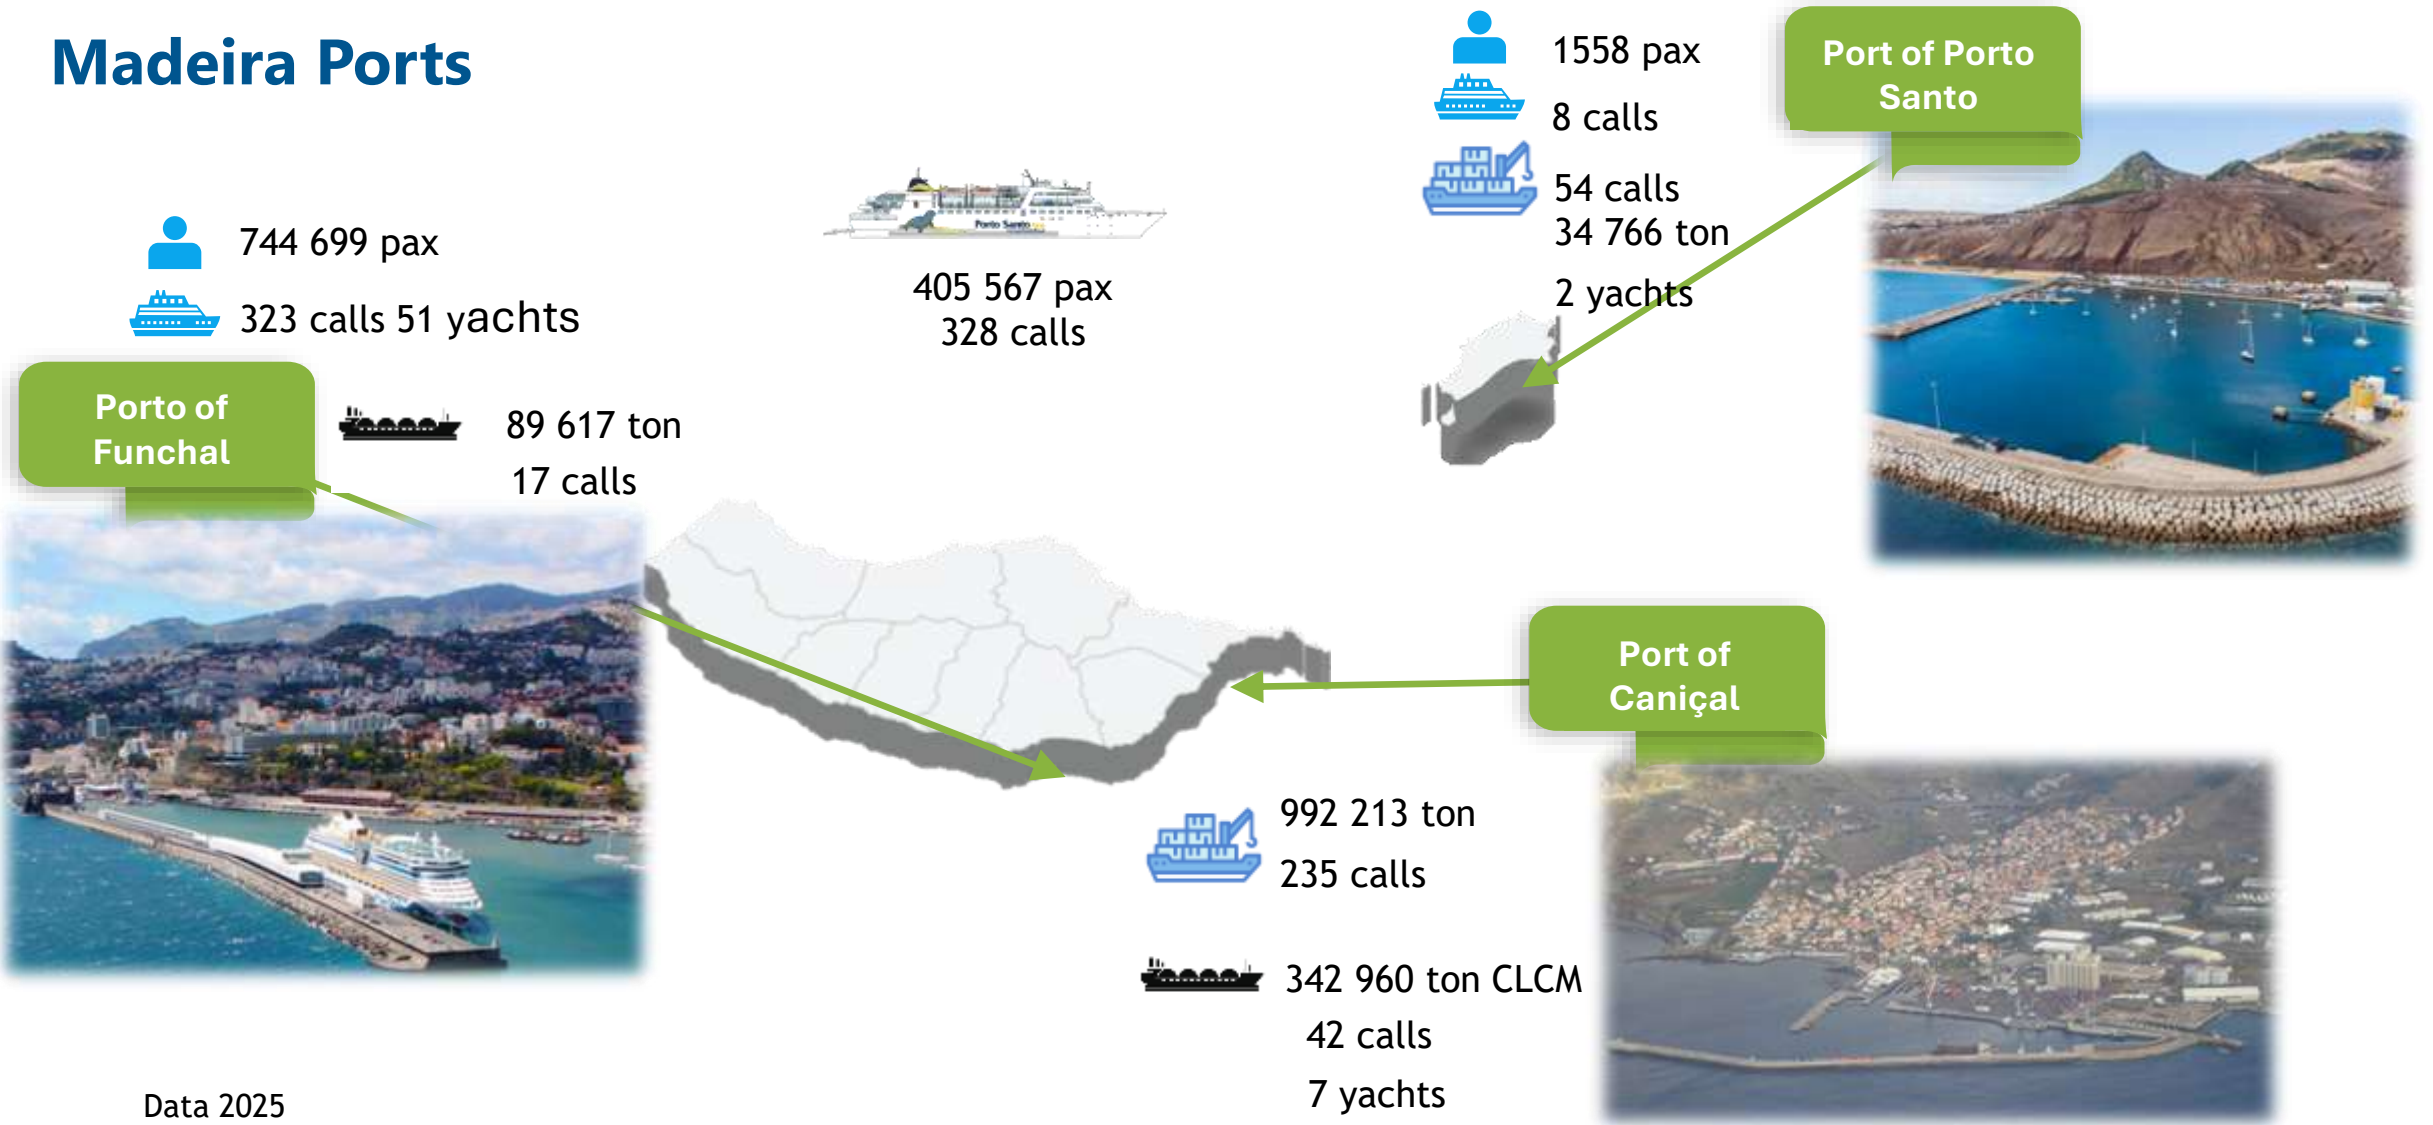 Madeira Ports
1558 pax
8 calls
54 calls
34 766 ton
2 yachts
Port of Porto
Santo
744 699 pax
323 calls 51 yachts
Porto Santo
405 567 pax
328 calls
Porto of
Funchal
89 617 ton
17 calls
Port of
Caniçal
992 213 ton
235 calls
342 960 ton CLCM
42 calls
7 yachts
Data 2025